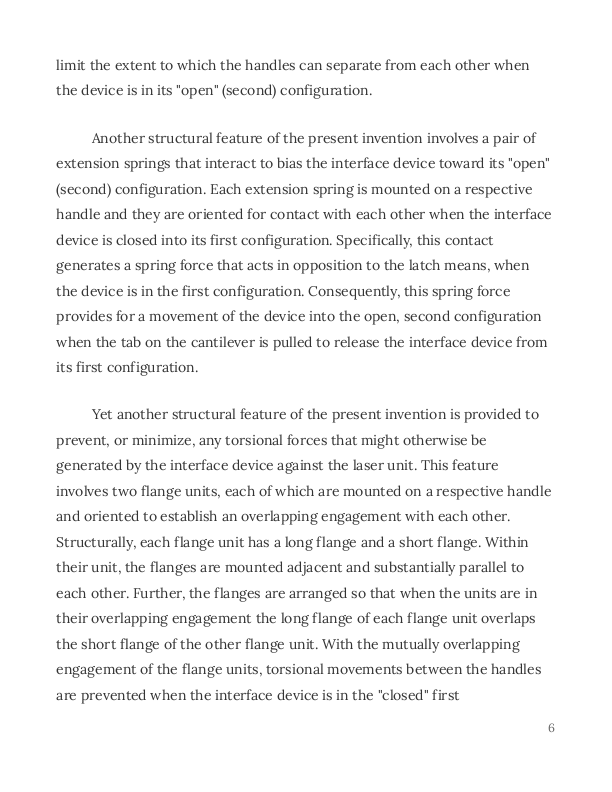 limit the extent to which the handles can separate from each other when
the device is in its "open" (second) configuration.
Another structural feature of the present invention involves a pair of
extension springs that interact to bias the interface device toward its "open"
(second) configuration. Each extension spring is mounted on a respective
handle and they are oriented for contact with each other when the interface
device is closed into its first configuration. Specifically, this contact
generates a spring force that acts in opposition to the latch means, when
the device is in the first configuration. Consequently, this spring force
provides for a movement of the device into the open, second configuration
when the tab on the cantilever is pulled to release the interface device from
its first configuration.
Yet another structural feature of the present invention is provided to
prevent, or minimize, any torsional forces that might otherwise be
generated by the interface device against the laser unit. This feature
involves two flange units, each of which are mounted on a respective handle
and oriented to establish an overlapping engagement with each other.
Structurally, each flange unit has a long flange and a short flange. Within
their unit, the flanges are mounted adjacent and substantially parallel to
each other. Further, the flanges are arranged so that when the units are in
their overlapping engagement the long flange of each flange unit overlaps
the short flange of the other flange unit. With the mutually overlapping
engagement of the flange units, torsional movements between the handles
are prevented when the interface device is in the "closed" first
6